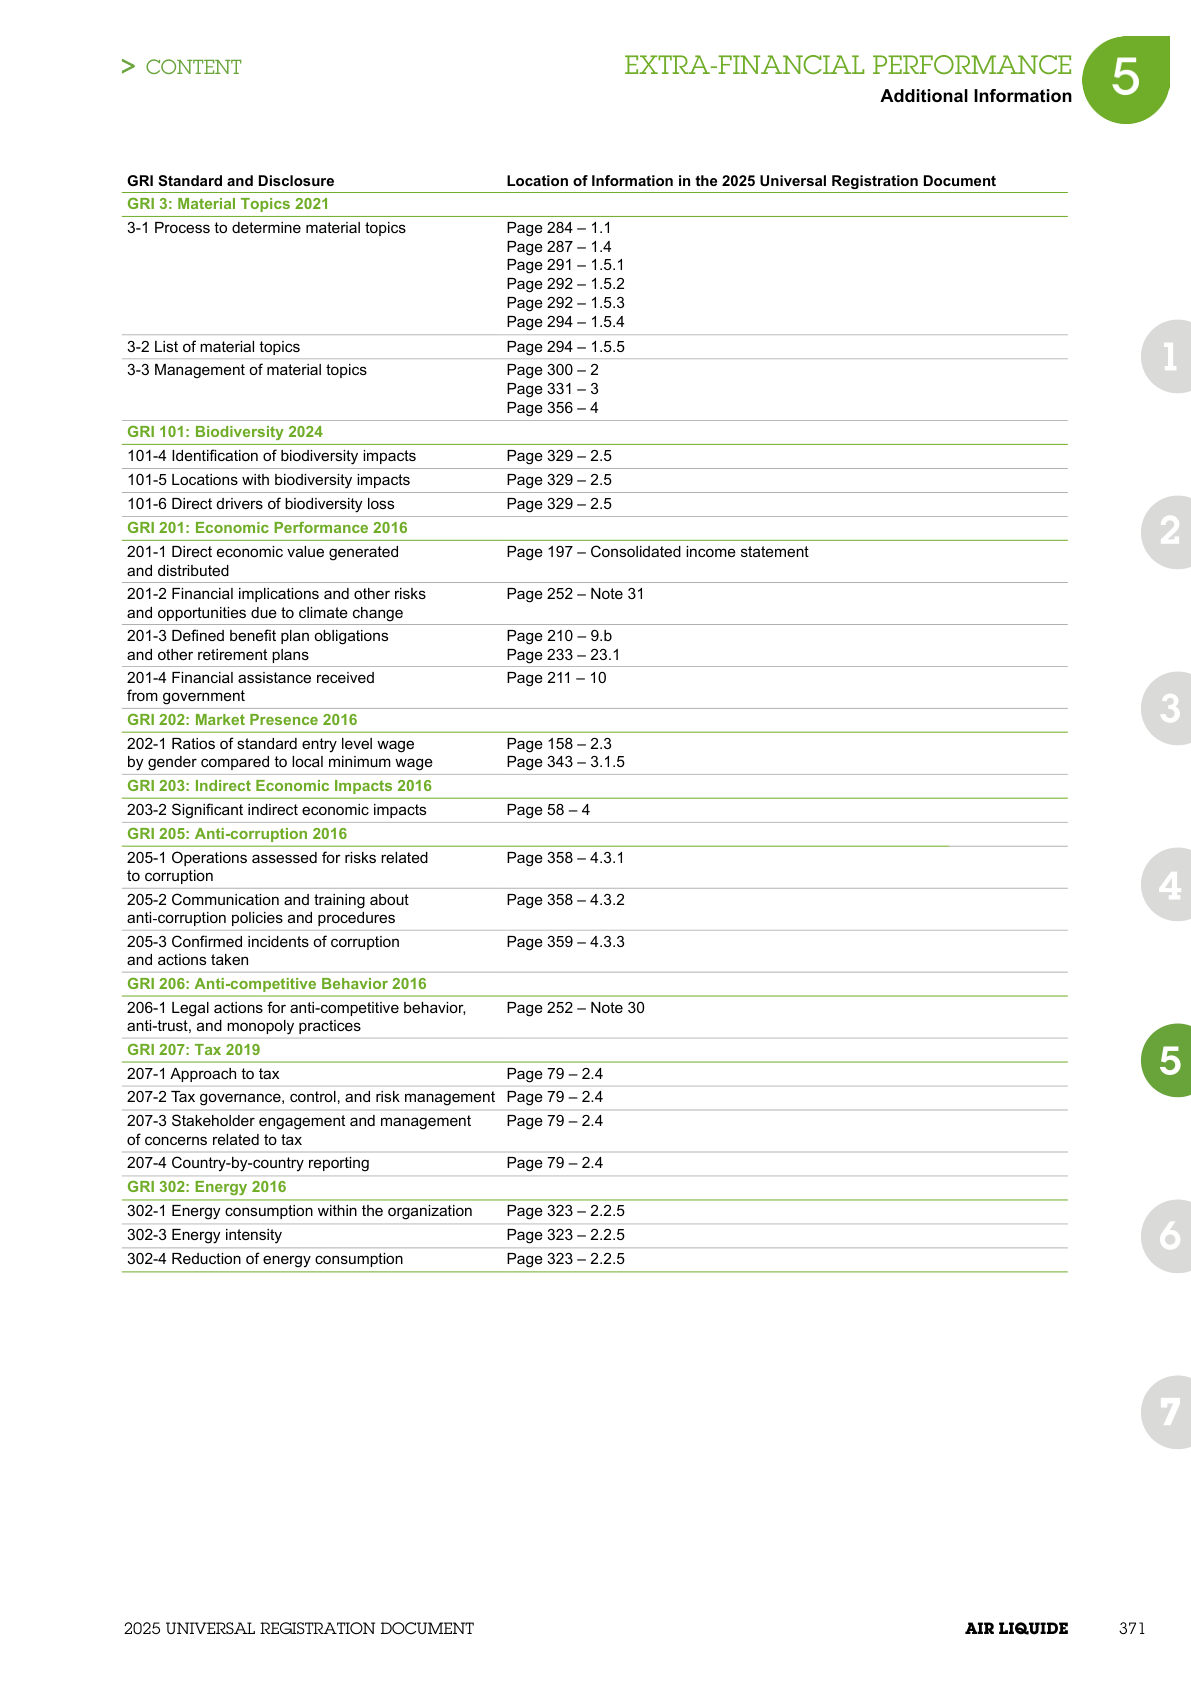 > CONTENT
EXTRA-FINANCIAL PERFORMANCE
Additional Information
5
GRI Standard and Disclosure Location of Information in the 2025 Universal Registration Document
GRI 3: Material Topics 2021
3-1 Process to determine material topics Page 284 – 1.1
Page 287 – 1.4
Page 291 – 1.5.1
Page 292 – 1.5.2
Page 292 – 1.5.3
Page 294 – 1.5.4
3-2 List of material topics Page 294 – 1.5.5
3-3 Management of material topics Page 300 – 2
Page 331 – 3
Page 356 – 4
GRI 101: Biodiversity 2024
101-4 Identification of biodiversity impacts Page 329 – 2.5
101-5 Locations with biodiversity impacts Page 329 – 2.5
101-6 Direct drivers of biodiversity loss Page 329 – 2.5
GRI 201: Economic Performance 2016
201-1 Direct economic value generated Page 197 – Consolidated income statement
and distributed
201-2 Financial implications and other risks Page 252 – Note 31
and opportunities due to climate change
201-3 Defined benefit plan obligations Page 210 – 9.b
and other retirement plans Page 233 – 23.1
201-4 Financial assistance received Page 211 – 10
from government
GRI 202: Market Presence 2016
202-1 Ratios of standard entry level wage Page 158 – 2.3
by gender compared to local minimum wage Page 343 – 3.1.5
GRI 203: Indirect Economic Impacts 2016
203-2 Significant indirect economic impacts Page 58 – 4
GRI 205: Anti-corruption 2016
205-1 Operations assessed for risks related Page 358 – 4.3.1
to corruption
205-2 Communication and training about Page 358 – 4.3.2
anti-corruption policies and procedures
205-3 Confirmed incidents of corruption Page 359 – 4.3.3
and actions taken
GRI 206: Anti-competitive Behavior 2016
206-1 Legal actions for anti-competitive behavior, Page 252 – Note 30
anti-trust, and monopoly practices
GRI 207: Tax 2019
207-1 Approach to tax Page 79 – 2.4
207-2 Tax governance, control, and risk management Page 79 – 2.4
207-3 Stakeholder engagement and management Page 79 – 2.4
of concerns related to tax
207-4 Country-by-country reporting Page 79 – 2.4
GRI 302: Energy 2016
302-1 Energy consumption within the organization Page 323 – 2.2.5
302-3 Energy intensity Page 323 – 2.2.5
302-4 Reduction of energy consumption Page 323 – 2.2.5
1
2
3
4
5
6
7
2025 UNIVERSAL REGISTRATION DOCUMENT AIR LIQUIDE 371